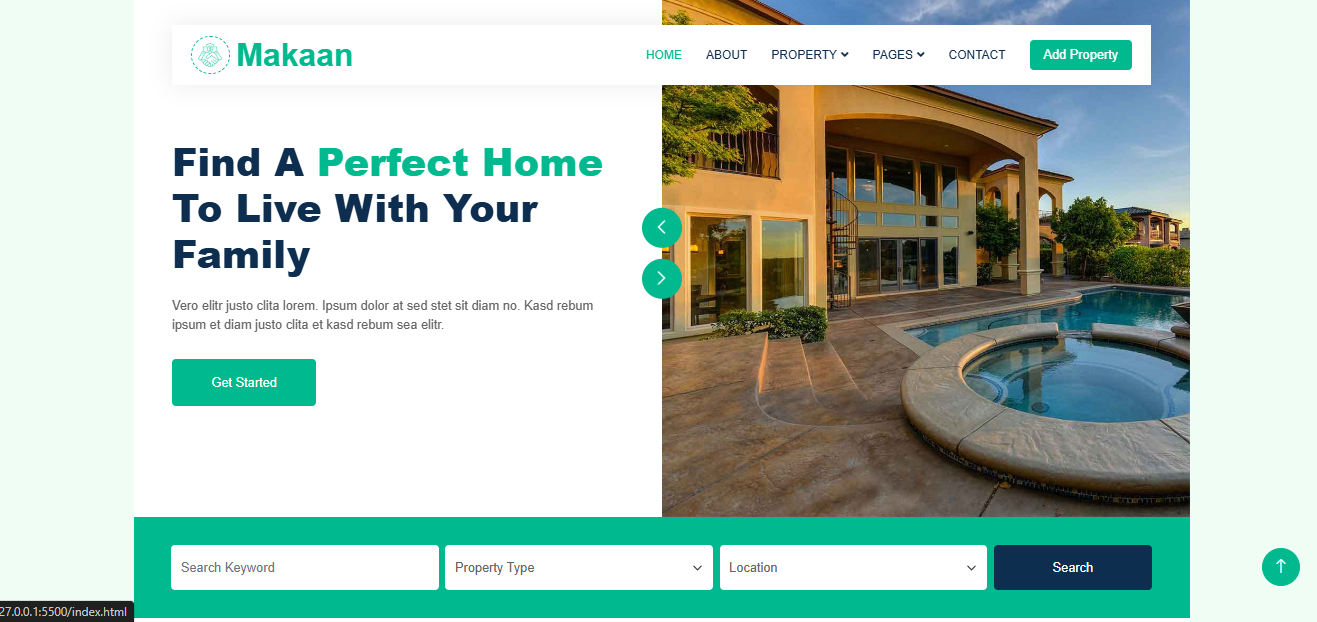 Makaan
HOME ABOUT PROPERTY PAGES CONTACT Add Property
Find A Perfect Home
To Live With Your
Family
Vero elitr justo clita lorem. Ipsum dolor at sed stet sit diam no. Kasd rebum
ipsum et diam justo clita et kasd rebum sea elitr.
Get Started
Search Keyword Property Type Location Search
27.0.0.1:5500/index.html